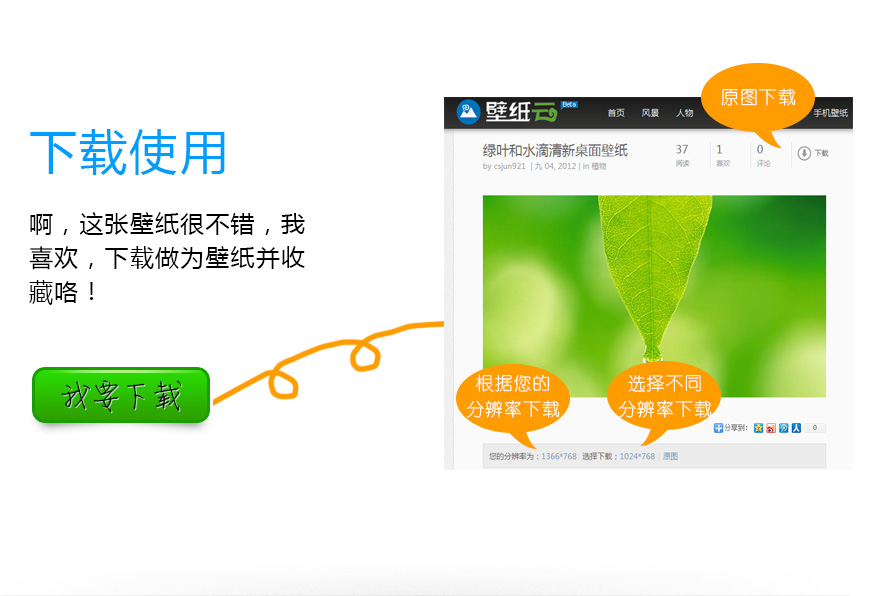 下载使用
啊，这张壁纸很不错，我
喜欢，下载做为壁纸并收
藏咯！
我要下载
壁纸云 Beta
首页 风景 人物
手机壁纸
原图下载
绿叶和水滴清新桌面壁纸
by csjun921 | 九 04, 2012 | in 植物
37 1 0
阅读 喜欢 评论
下载
根据您的
分辨率下载
选择不同
分辨率下载
分享到： 0
您的分辨率为：1366*768 选择下载：1024*768 | 原图